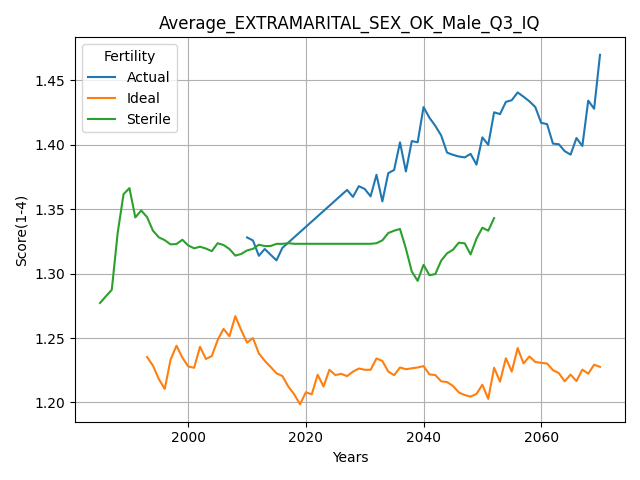 Average_EXTRAMARITAL_SEX_OK_Male_Q3_IQ
Fertility
Actual
Ideal
Sterile
Score(1-4)
1.45
1.40
1.35
1.30
1.25
1.20
2000
2020
2040
2060
Years